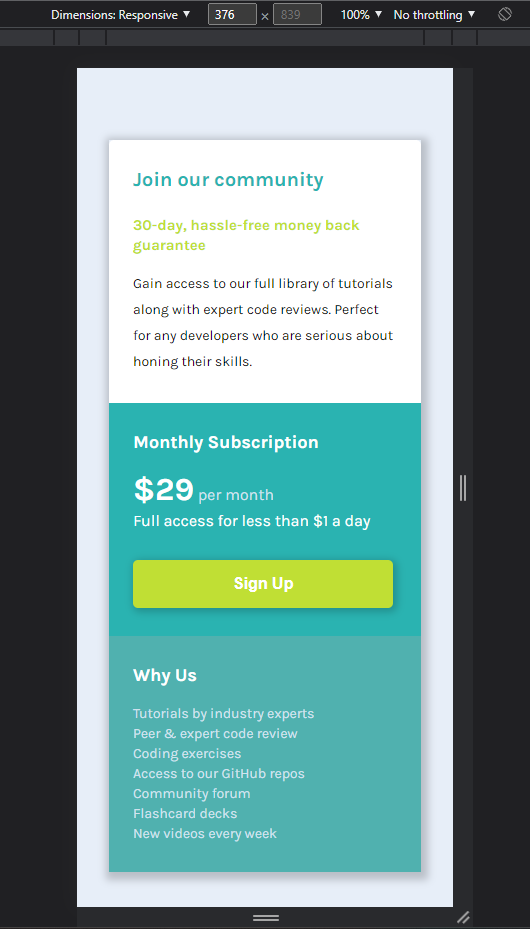 Dimensions: Responsive ▼ 376 × 839 100% ▼ No throttling ▼
Join our community
30-day, hassle-free money back
guarantee
Gain access to our full library of tutorials
along with expert code reviews. Perfect
for any developers who are serious about
honing their skills.
Monthly Subscription
$29 per month
Full access for less than $1 a day
Sign Up
Why Us
Tutorials by industry experts
Peer & expert code review
Coding exercises
Access to our GitHub repos
Community forum
Flashcard decks
New videos every week